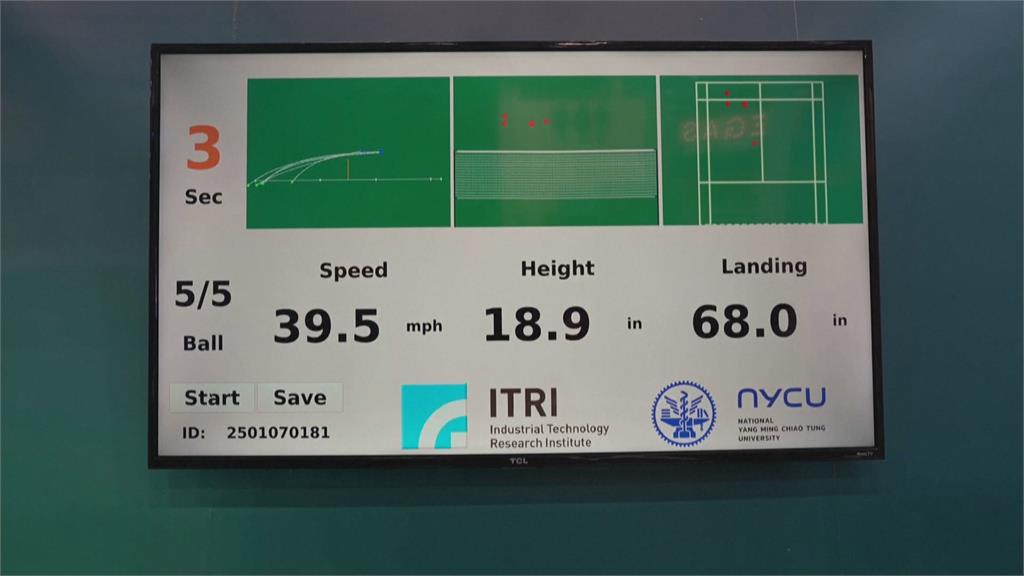 3
Sec
5/5
Ball
Speed
39.5 mph
Height
18.9 in
Landing
68.0 in
Start Save
ID: 2501070181
ITRI
Industrial Technology
Research Institute
NYCU
NATIONAL
YANG MING CHIAO TUNG
UNIVERSITY
TCL